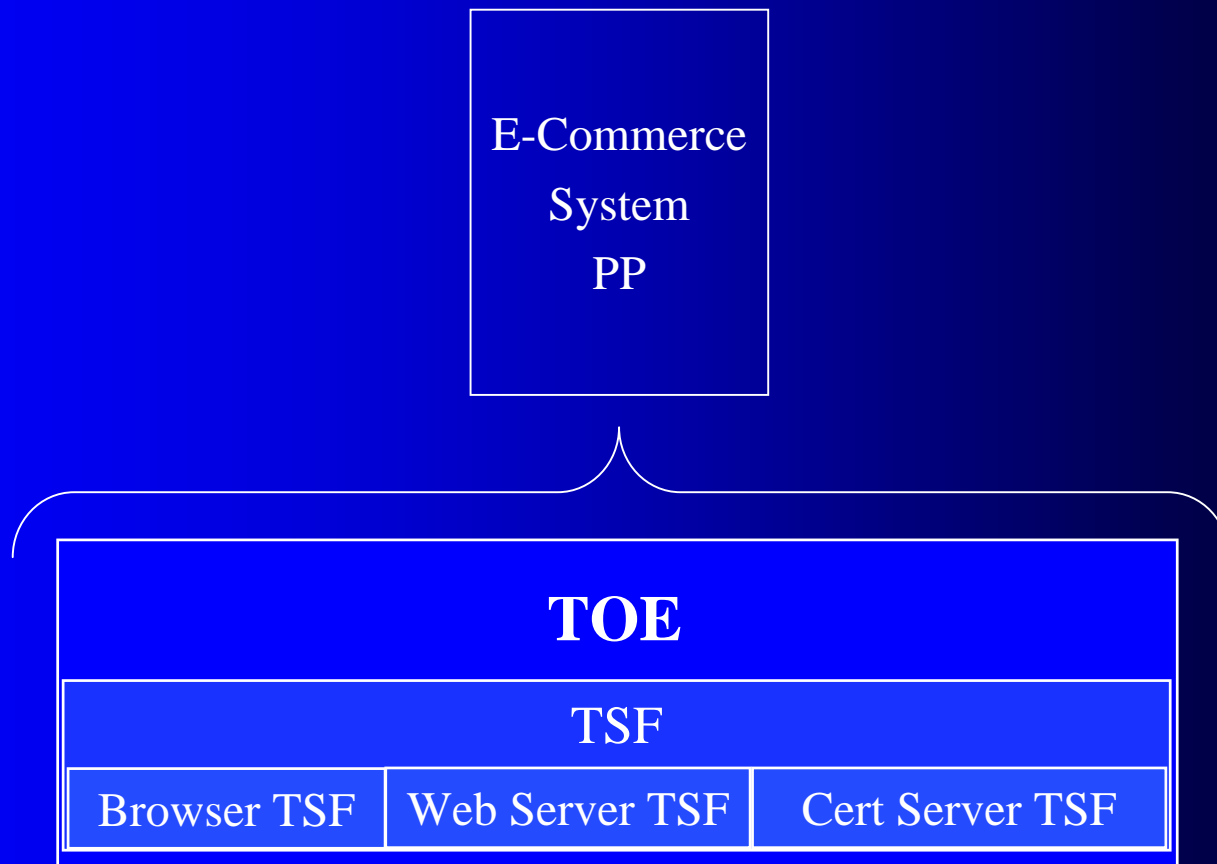 E-Commerce
System
PP
TOE
TSF
Browser TSF
Web Server TSF
Cert Server TSF